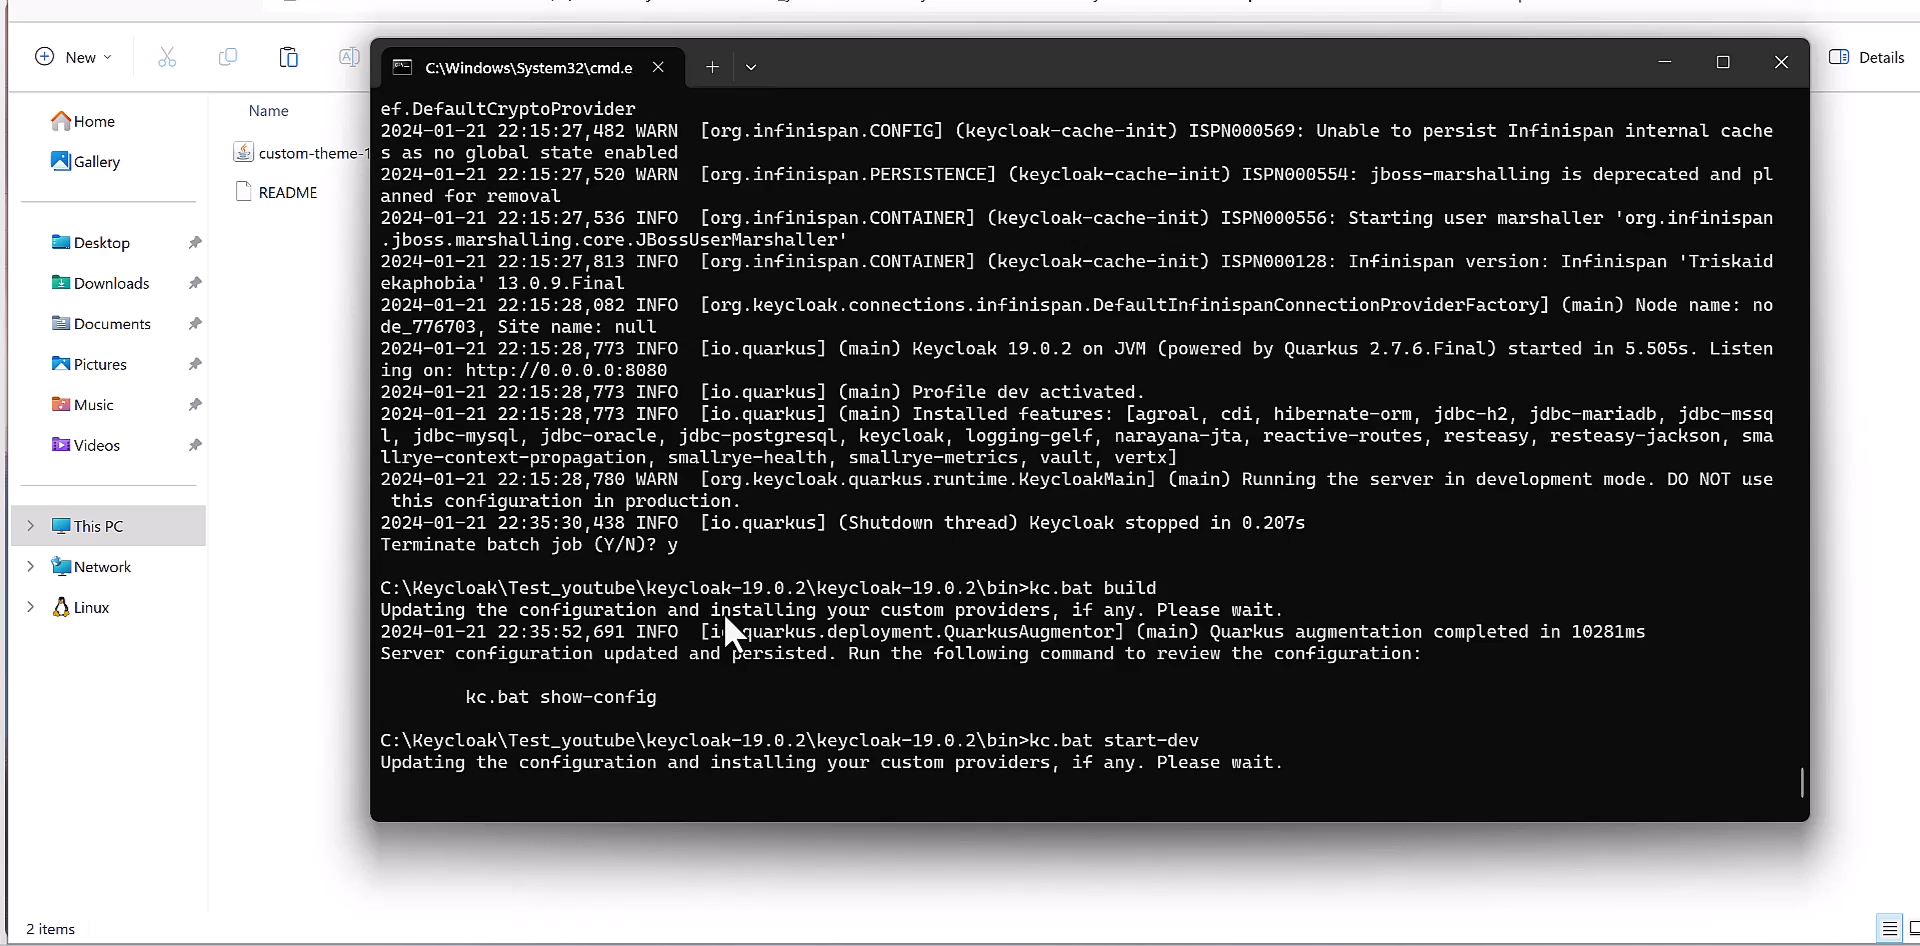 New
Details
C:\Windows\System32\cmd.e
Name
Home
Gallery
custom-theme-1
README
Desktop
Downloads
Documents
Pictures
Music
Videos
This PC
Network
Linux
ef.DefaultCryptoProvider
2024-01-21 22:15:27,482 WARN  [org.infinispan.CONFIG] (keycloak-cache-init) ISPN000569: Unable to persist Infinispan internal cache
s as no global state enabled
2024-01-21 22:15:27,520 WARN  [org.infinispan.PERSISTENCE] (keycloak-cache-init) ISPN000554: jboss-marshalling is deprecated and pl
anned for removal
2024-01-21 22:15:27,536 INFO  [org.infinispan.CONTAINER] (keycloak-cache-init) ISPN000556: Starting user marshaller 'org.infinispan
.jboss.marshalling.core.JBossUserMarshaller'
2024-01-21 22:15:27,813 INFO  [org.infinispan.CONTAINER] (keycloak-cache-init) ISPN000128: Infinispan version: Infinispan 'Triskaid
ekaphobia' 13.0.9.Final
2024-01-21 22:15:28,082 INFO  [org.keycloak.connections.infinispan.DefaultInfinispanConnectionProviderFactory] (main) Node name: no
de_776703, Site name: null
2024-01-21 22:15:28,773 INFO  [io.quarkus] (main) Keycloak 19.0.2 on JVM (powered by Quarkus 2.7.6.Final) started in 5.505s. Listen
ing on: http://0.0.0.0:8080
2024-01-21 22:15:28,773 INFO  [io.quarkus] (main) Profile dev activated.
2024-01-21 22:15:28,773 INFO  [io.quarkus] (main) Installed features: [agroal, cdi, hibernate-orm, jdbc-h2, jdbc-mariadb, jdbc-mssq
l, jdbc-mysql, jdbc-oracle, jdbc-postgresql, keycloak, logging-gelf, narayana-jta, reactive-routes, resteasy, resteasy-jackson, sma
llrye-context-propagation, smallrye-health, smallrye-metrics, vault, vertx]
2024-01-21 22:15:28,780 WARN  [org.keycloak.quarkus.runtime.KeycloakMain] (main) Running the server in development mode. DO NOT use
this configuration in production.
2024-01-21 22:35:30,438 INFO  [io.quarkus] (Shutdown thread) Keycloak stopped in 0.207s
Terminate batch job (Y/N)? y
C:\Keycloak\Test_youtube\keycloak-19.0.2\keycloak-19.0.2\bin>kc.bat build
Updating the configuration and installing your custom providers, if any. Please wait.
2024-01-21 22:35:52,691 INFO  [io.quarkus.deployment.QuarkusAugmentor] (main) Quarkus augmentation completed in 10281ms
Server configuration updated and persisted. Run the following command to review the configuration:
kc.bat show-config
C:\Keycloak\Test_youtube\keycloak-19.0.2\keycloak-19.0.2\bin>kc.bat start-dev
Updating the configuration and installing your custom providers, if any. Please wait.
2 items